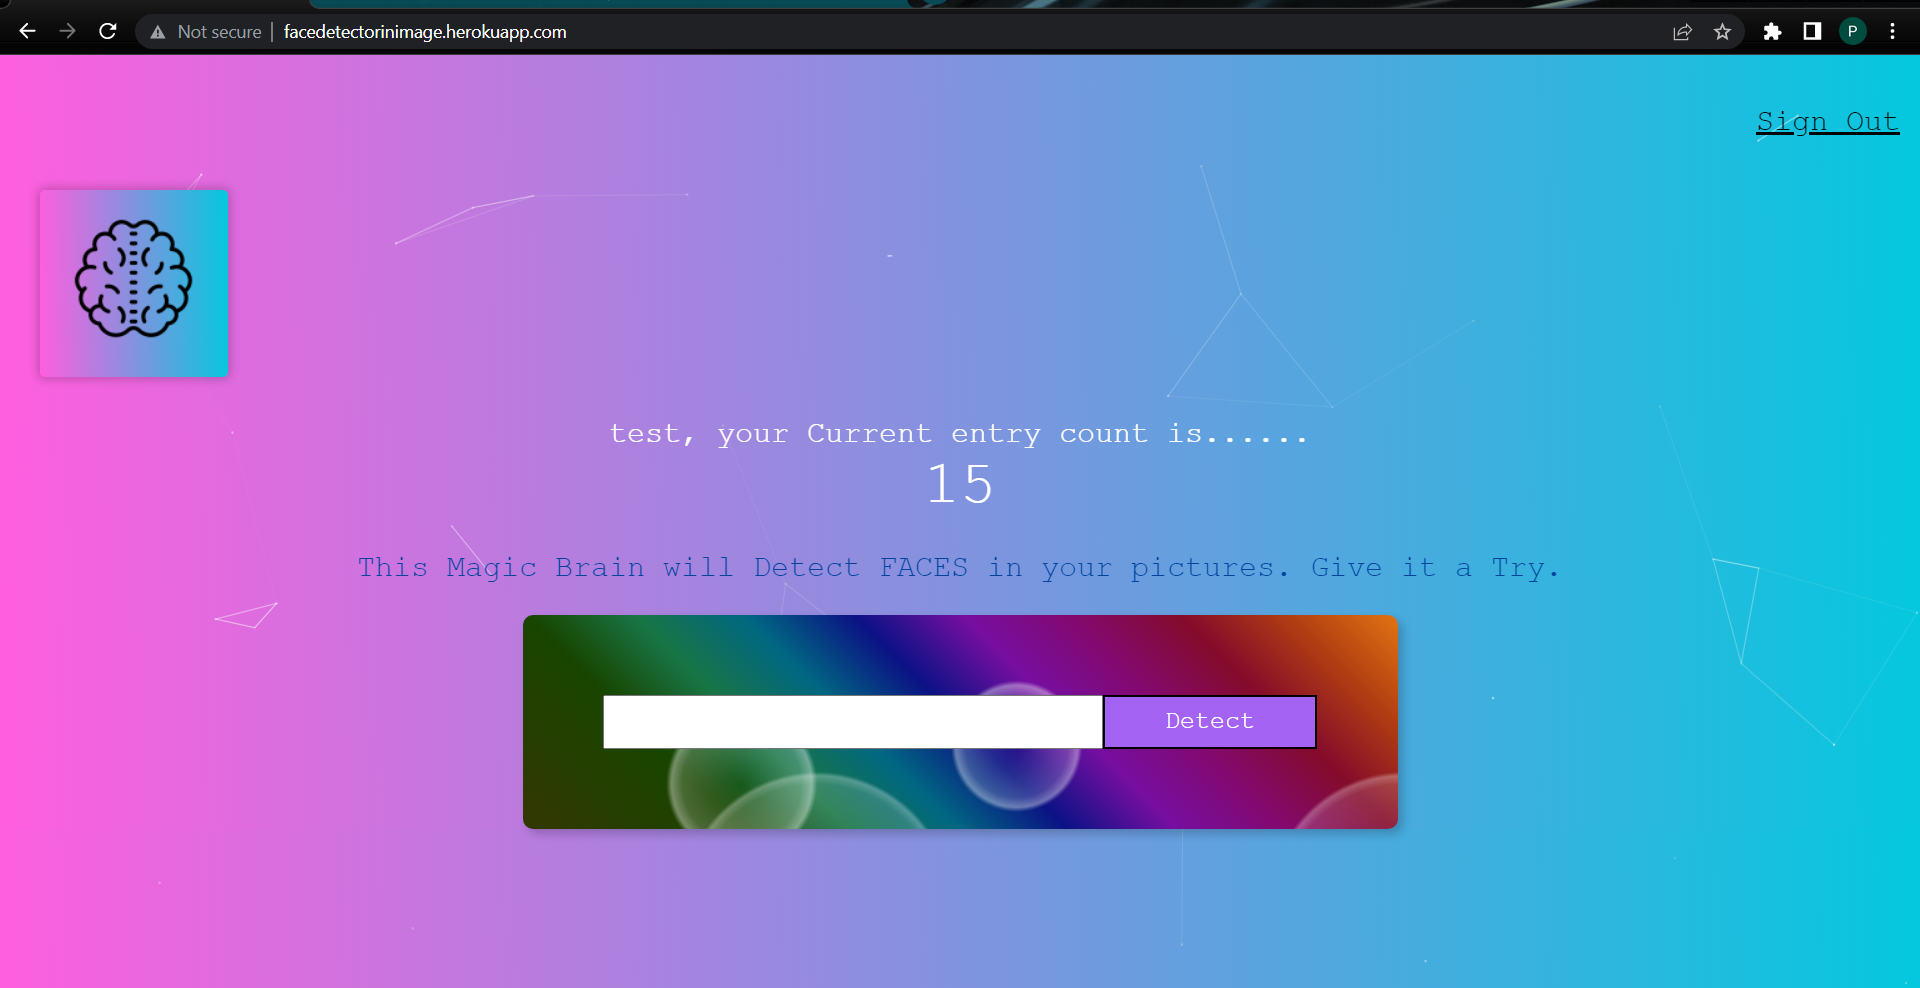 Not secure | facedetectorinimage.herokuapp.com P
Sign Out
test, your Current entry count is......
15
This Magic Brain will Detect FACES in your pictures. Give it a Try.
Detect